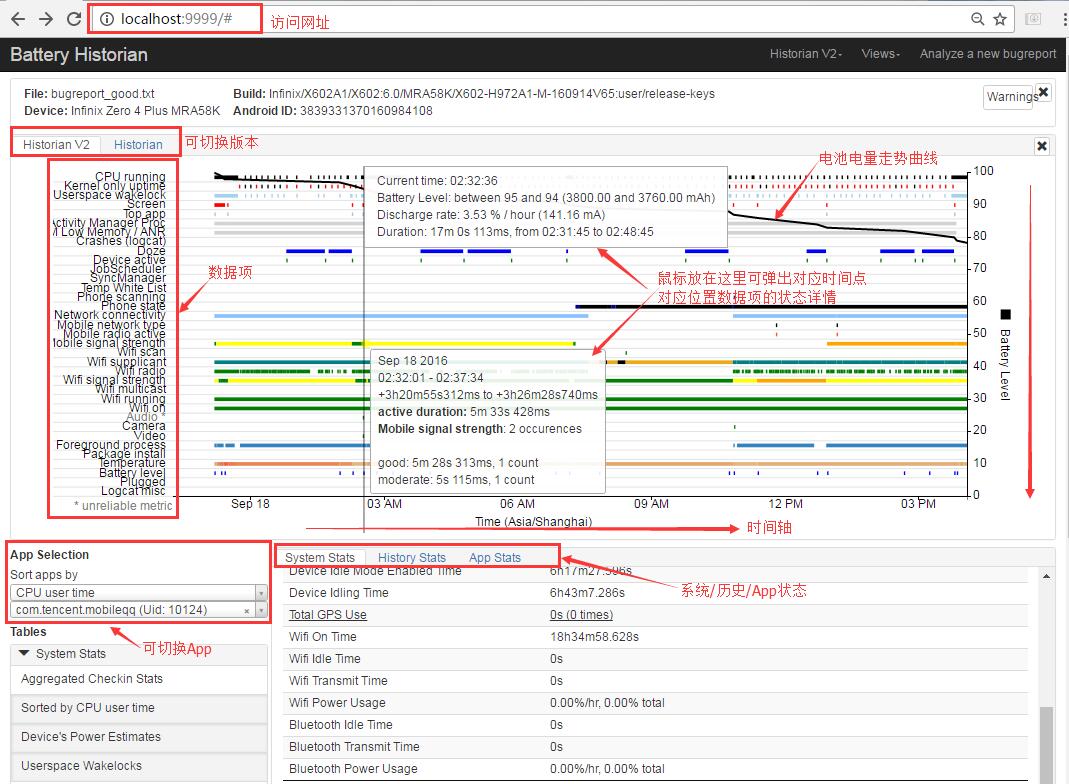 localhost:9999/#
访问网址
Battery Historian
Historian V2-
Views-
Analyze a new bugreport
File: bugreport_good.txt
Build: Infinix/X602A1/X602:6.0/MRA58K/X602-H972A1-M-160914V65:user/release-keys
Device: Infinix Zero 4 Plus MRA58K
Android ID: 3839331370160984108
Warnings
Historian V2
Historian
可切换版本
CPU running
Kernel only uptime
Userspace wakelock
Screen
Top app
Activity Manager Proc
M Low Memory / ANR
Crashes (logcat)
Doze
Device active
JobScheduler
SyncManager
Temp White List
Phone scanning
Phone state
Network connectivity
Mobile network type
Mobile radio active
Mobile signal strength
Wifi scan
Wifi supplicant
Wifi radio
Wifi signal strength
Wifi multicast
Wifi running
Wifi on
Audio *
Camera
Video
Foreground process
Package install
Temperature
Battery level
Plugged
Logcat misc
* unreliable metric
数据项
Current time: 02:32:36
Battery Level: between 95 and 94 (3800.00 and 3760.00 mAh)
Discharge rate: 3.53 % / hour (141.16 mA)
Duration: 17m 0s 113ms, from 02:31:45 to 02:48:45
电池电量走势曲线
鼠标放在这里可弹出对应时间点
对应位置数据项的状态详情
Sep 18 2016
02:32:01 - 02:37:34
+3h20m55s312ms to +3h26m28s740ms
active duration: 5m 33s 428ms
Mobile signal strength: 2 occurences
good: 5m 28s 313ms, 1 count
moderate: 5s 115ms, 1 count
100
90
80
70
60
50
40
30
20
10
0
Battery Level
Sep 18
03 AM
06 AM
09 AM
12 PM
03 PM
Time (Asia/Shanghai)
时间轴
App Selection
Sort apps by
CPU user time
com.tencent.mobileqq (Uid: 10124)
可切换App
Tables
System Stats
Aggregated Checkin Stats
Sorted by CPU user time
Device's Power Estimates
Userspace Wakelocks
System Stats
History Stats
App Stats
系统/历史/App状态
Device Idle Mode Enabled Time
6h17m27.596s
Device Idling Time
6h43m7.286s
Total GPS Use
0s (0 times)
Wifi On Time
18h34m58.628s
Wifi Idle Time
0s
Wifi Transmit Time
0s
Wifi Power Usage
0.00%/hr, 0.00% total
Bluetooth Idle Time
0s
Bluetooth Transmit Time
0s
Bluetooth Power Usage
0.00%/hr, 0.00% total